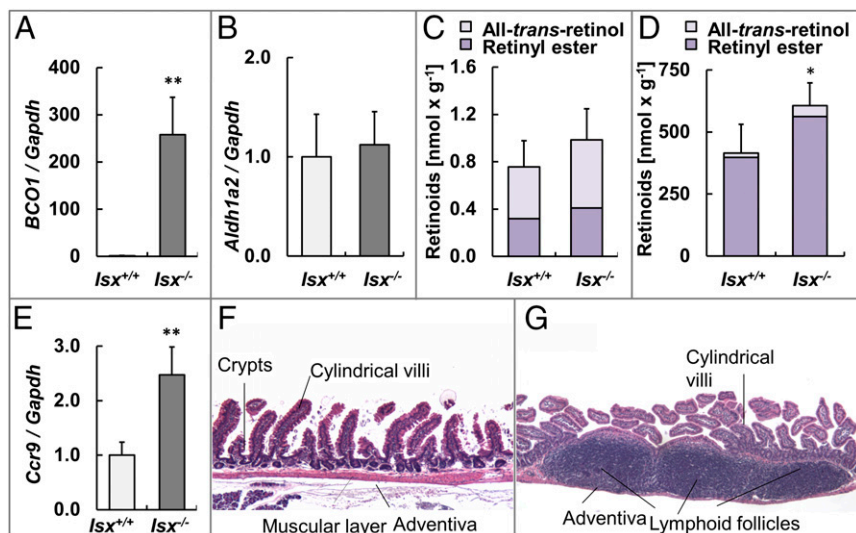 A
BCO1 / Gapdh
400
300
200
100
0
**
Isx+/+
Isx-/-
B
Aldh1a2 / Gapdh
2.0
1.0
0.0
Isx+/+
Isx-/-
C
All-trans-retinol
Retinyl ester
Retinoids [nmol x g-1]
1.6
1.2
0.8
0.4
0.0
Isx+/+
Isx-/-
D
All-trans-retinol
Retinyl ester
Retinoids [nmol x g-1]
750
500
250
0
*
Isx+/+
Isx-/-
E
Ccr9 / Gapdh
3.0
2.0
1.0
0.0
**
Isx+/+
Isx-/-
F
Crypts
Cylindrical villi
Muscular layer
Adventiva
G
Cylindrical
villi
Adventiva
Lymphoid follicles